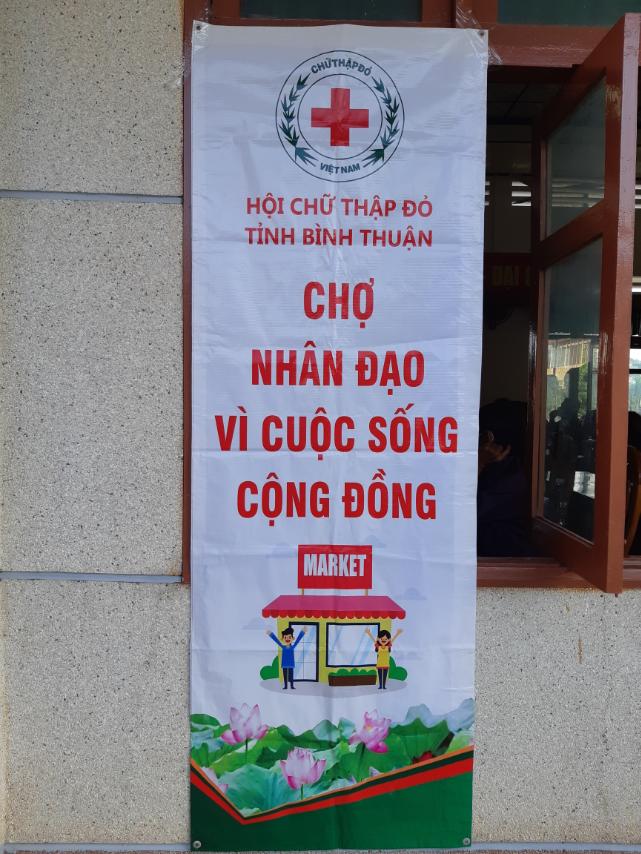 CHỮ THẬP ĐỎ
VIỆT NAM
HỘI CHỮ THẬP ĐỎ
TỈNH BÌNH THUẬN
CHỢ
NHÂN ĐẠO
VÌ CUỘC SỐNG
CỘNG ĐỒNG
MARKET
ĐẠI